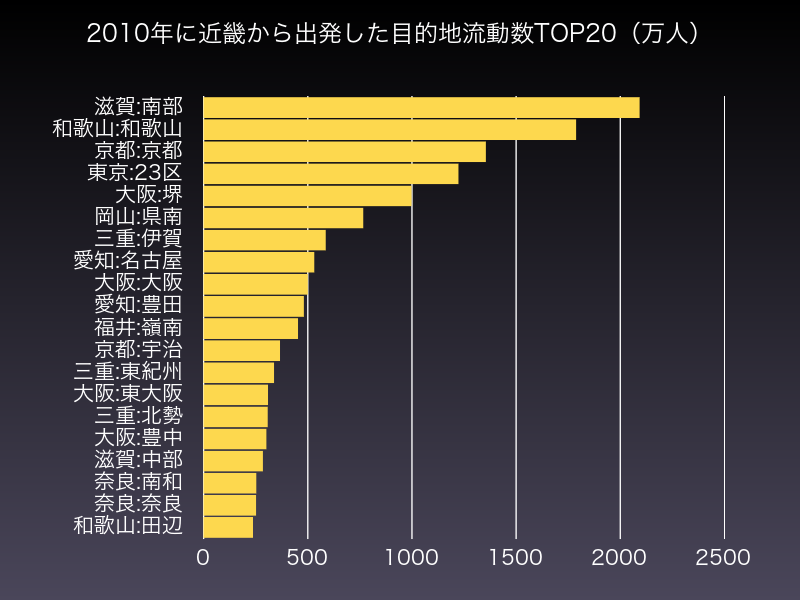 2010年に近畿から出発した目的地流動数TOP20（万人）
滋賀:南部
和歌山:和歌山
京都:京都
東京:23区
大阪:堺
岡山:県南
三重:伊賀
愛知:名古屋
大阪:大阪
愛知:豊田
福井:嶺南
京都:宇治
三重:東紀州
大阪:東大阪
三重:北勢
大阪:豊中
滋賀:中部
奈良:南和
奈良:奈良
和歌山:田辺
0 500 1000 1500 2000 2500